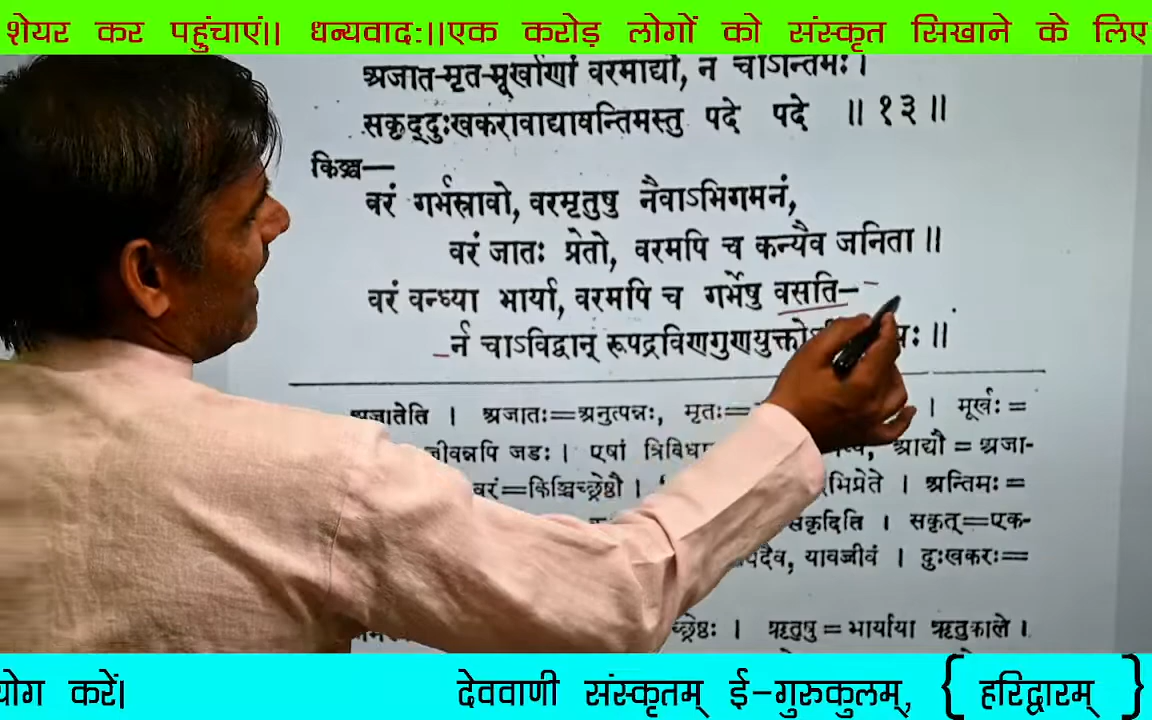 शेयर कर पहुंचाएं।। धन्यवादः।।एक करोड़ लोगों को संस्कृत सिखाने के लिए
अजात-मृत-मूर्खाणां वरमाद्यौ, न चाऽन्तिमः।
सकृद्दुःखकरावाद्यावन्तिमस्तु पदे पदे ॥ १३ ॥
किञ्च—
वरं गर्भस्रावो, वरमृतुषु नैवाऽभिगमनं,
वरं जातः प्रेतो, वरमपि च कन्यैव जनिता ॥
वरं वन्ध्या भार्या, वरमपि च गर्भेषु वसति–
र्न चाऽविद्वान् रूपद्रविणगुणयुक्तो ॥
अजातेति । अजातः=अनुत्पन्नः, मृतः= । मूर्खः=
जीवन्नपि जडः । एषां आद्यौ = अजा-
वरं=किञ्चिच्छ्रेष्ठौ । । अन्तिमः=
सकृदिति । सकृत्=एक-
यावज्जीवं । दुःखकरः=
ऋतुषु = भार्याया ऋतुकाले ।
करें। देववाणी संस्कृतम् ई-गुरुकुलम्, { हरिद्वारम् }